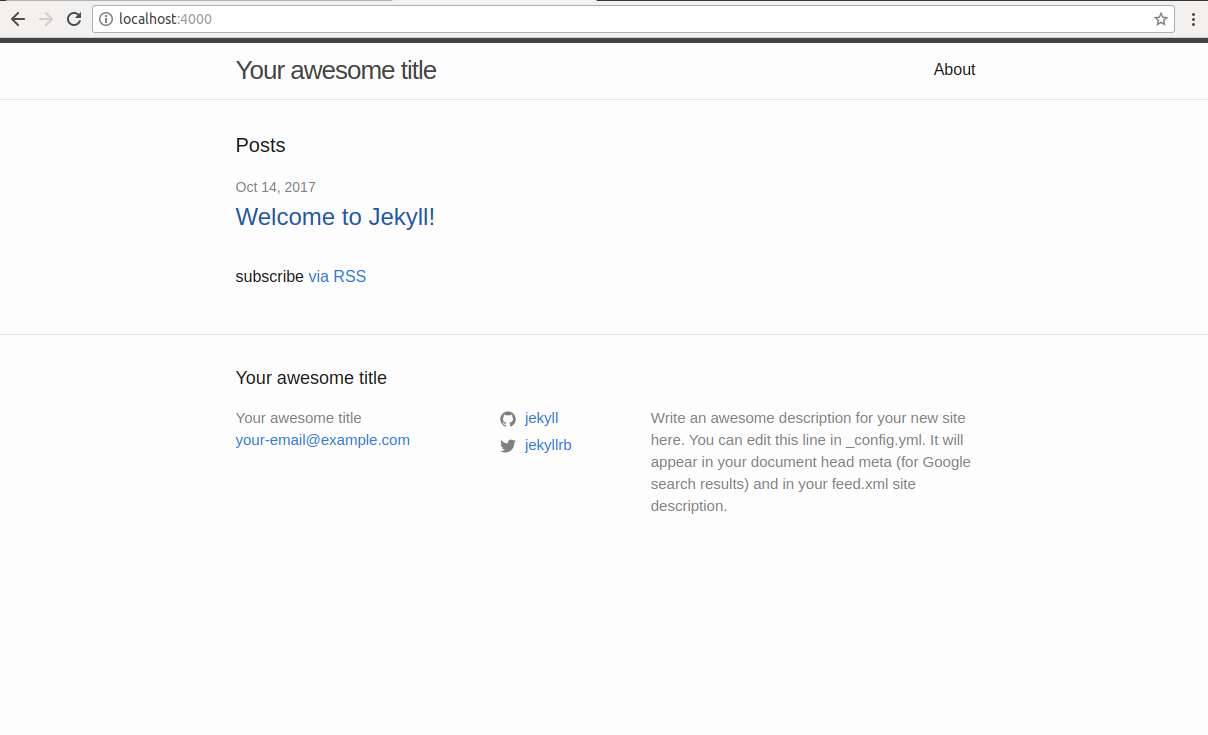 localhost:4000
Your awesome title
About
Posts
Oct 14, 2017
Welcome to Jekyll!
subscribe via RSS
Your awesome title
Your awesome title
your-email@example.com
jekyll
jekyllrb
Write an awesome description for your new site
here. You can edit this line in _config.yml. It will
appear in your document head meta (for Google
search results) and in your feed.xml site
description.